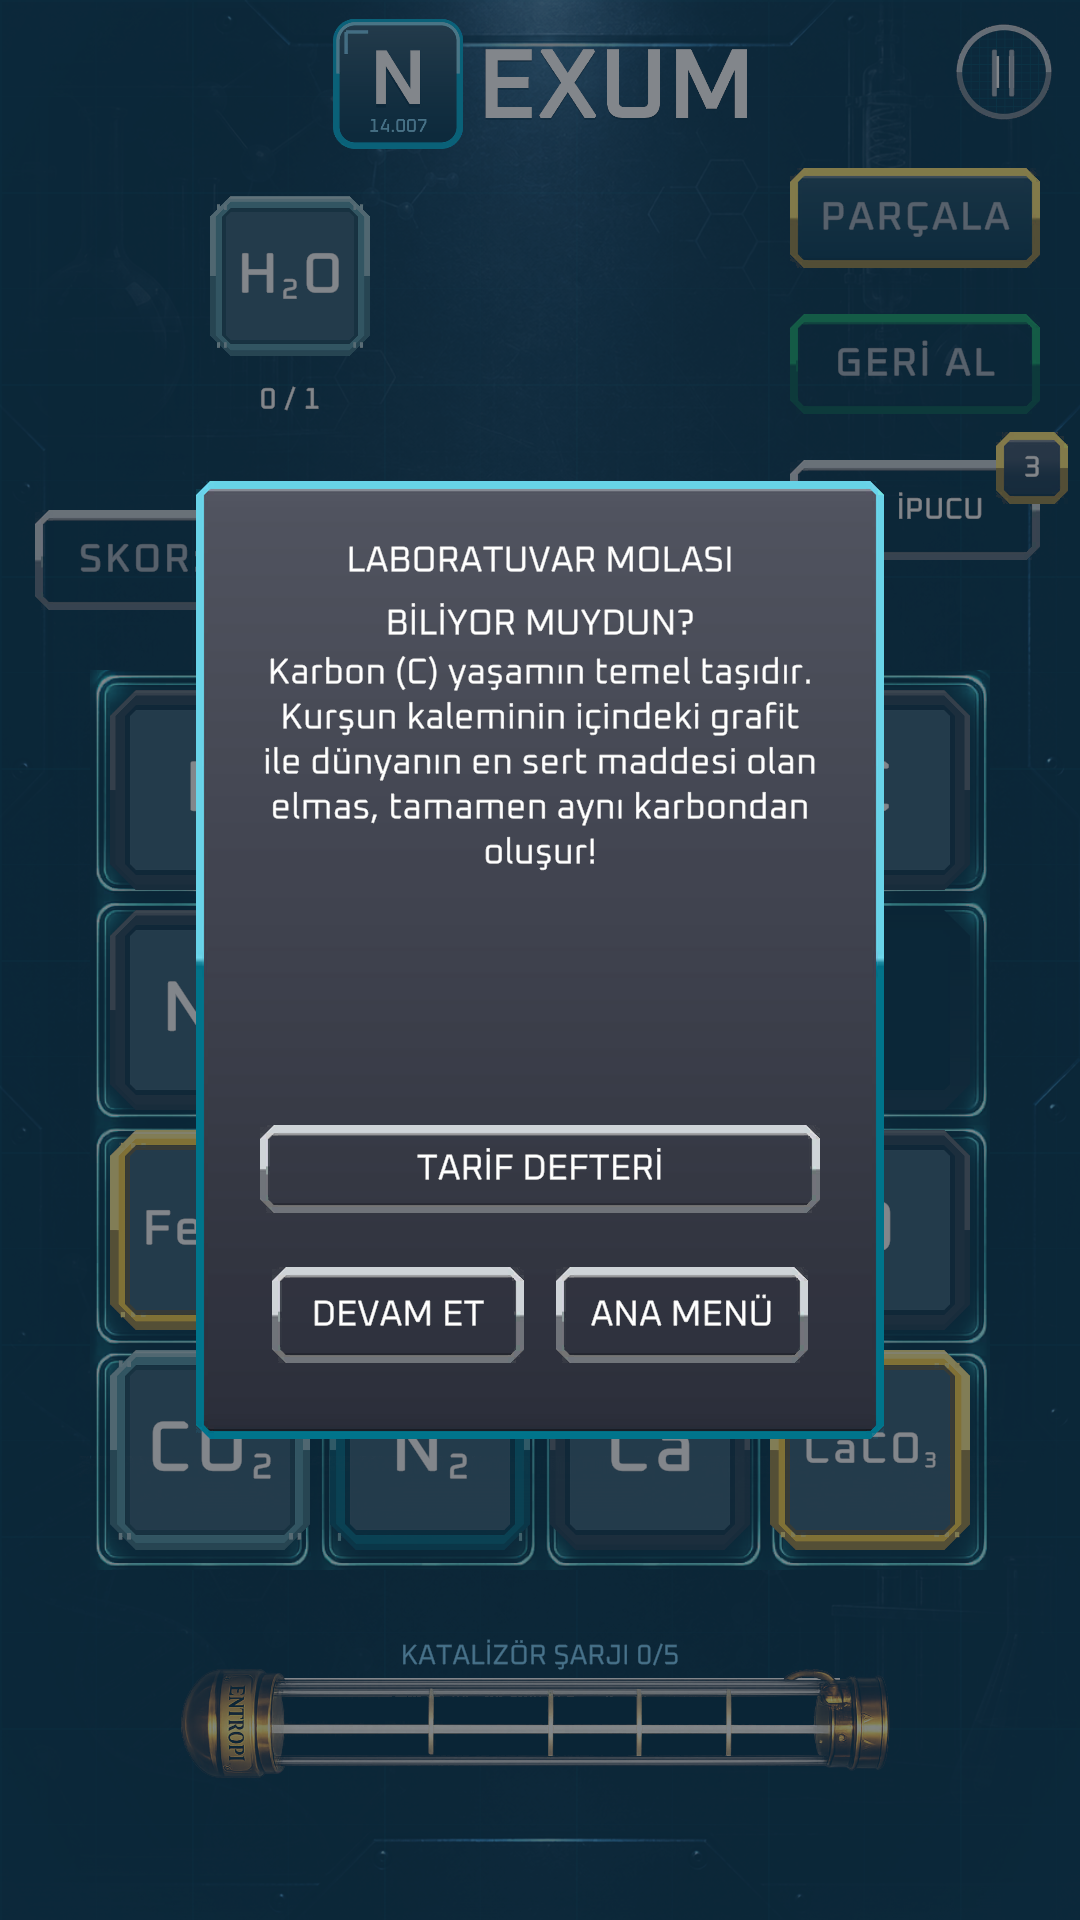 N EXUM
14.007
H₂O
0 / 1
PARÇALA
GERİ AL
3
İPUCU
SKOR
LABORATUVAR MOLASI
BİLİYOR MUYDUN?
Karbon (C) yaşamın temel taşıdır.
Kurşun kaleminin içindeki grafit
ile dünyanın en sert maddesi olan
elmas, tamamen aynı karbondan
oluşur!
TARİF DEFTERİ
DEVAM ET
ANA MENÜ
Fe
CO₂
N₂
Ca
CaCO₃
KATALİZÖR ŞARJI 0/5
ENTROPI